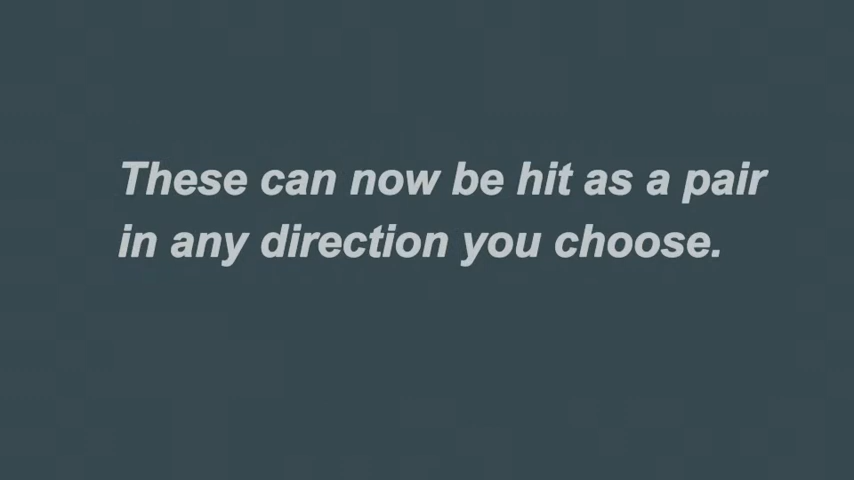 These can now be hit as a pair
in any direction you choose.